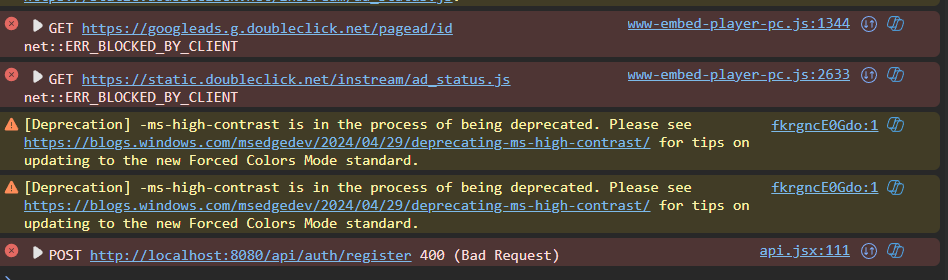 GET https://googleads.g.doubleclick.net/pagead/id www-embed-player-pc.js:1344
net::ERR_BLOCKED_BY_CLIENT
GET https://static.doubleclick.net/instream/ad_status.js www-embed-player-pc.js:2633
net::ERR_BLOCKED_BY_CLIENT
[Deprecation] -ms-high-contrast is in the process of being deprecated. Please see fkrgncE0Gdo:1
https://blogs.windows.com/msedgedev/2024/04/29/deprecating-ms-high-contrast/ for tips on
updating to the new Forced Colors Mode standard.
[Deprecation] -ms-high-contrast is in the process of being deprecated. Please see fkrgncE0Gdo:1
https://blogs.windows.com/msedgedev/2024/04/29/deprecating-ms-high-contrast/ for tips on
updating to the new Forced Colors Mode standard.
POST http://localhost:8080/api/auth/register 400 (Bad Request) api.jsx:111